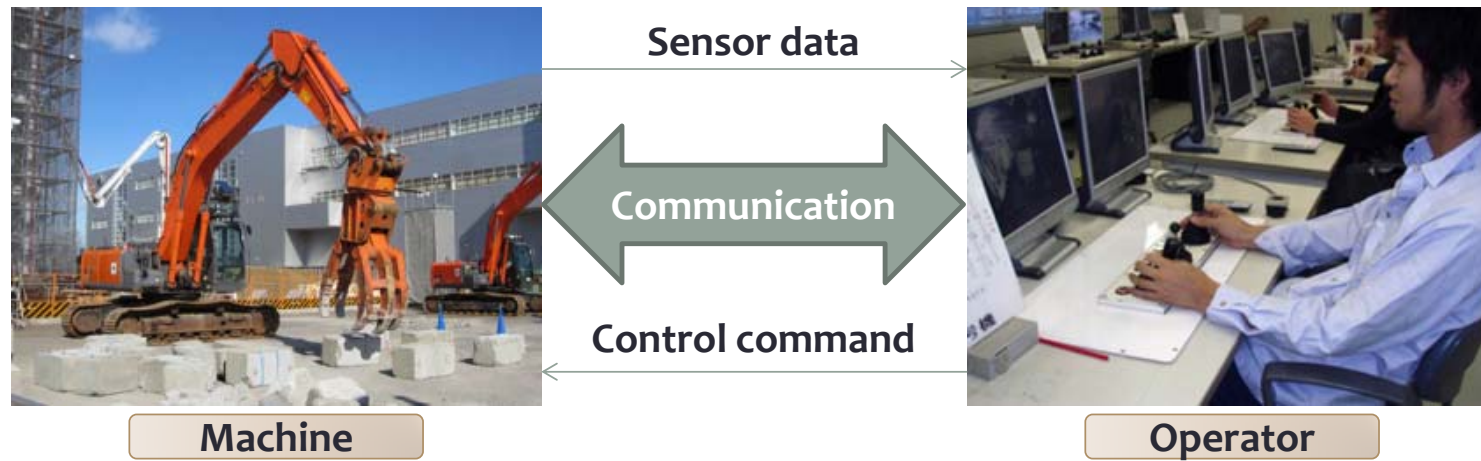 Sensor data
Communication
Control command
Machine
Operator